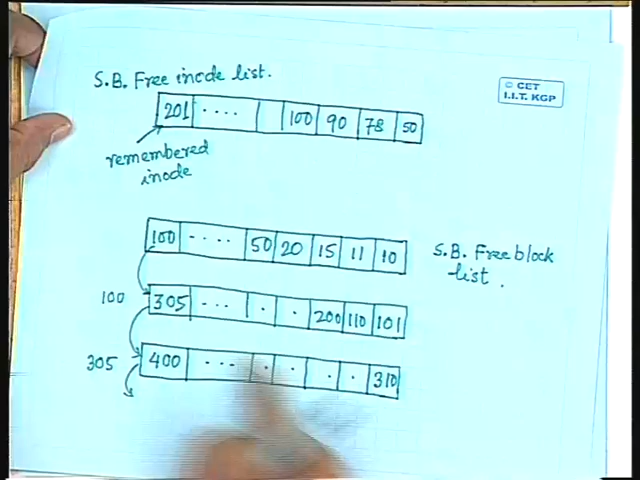 S.B. Free inode list.
© CET
I.I.T. KGP
201 .... 100 90 78 50
remembered
inode
100 .... 50 20 15 11 10
S.B. Free block
list.
100 305 ... . . 200 110 101
305 400 ... . . . . 310